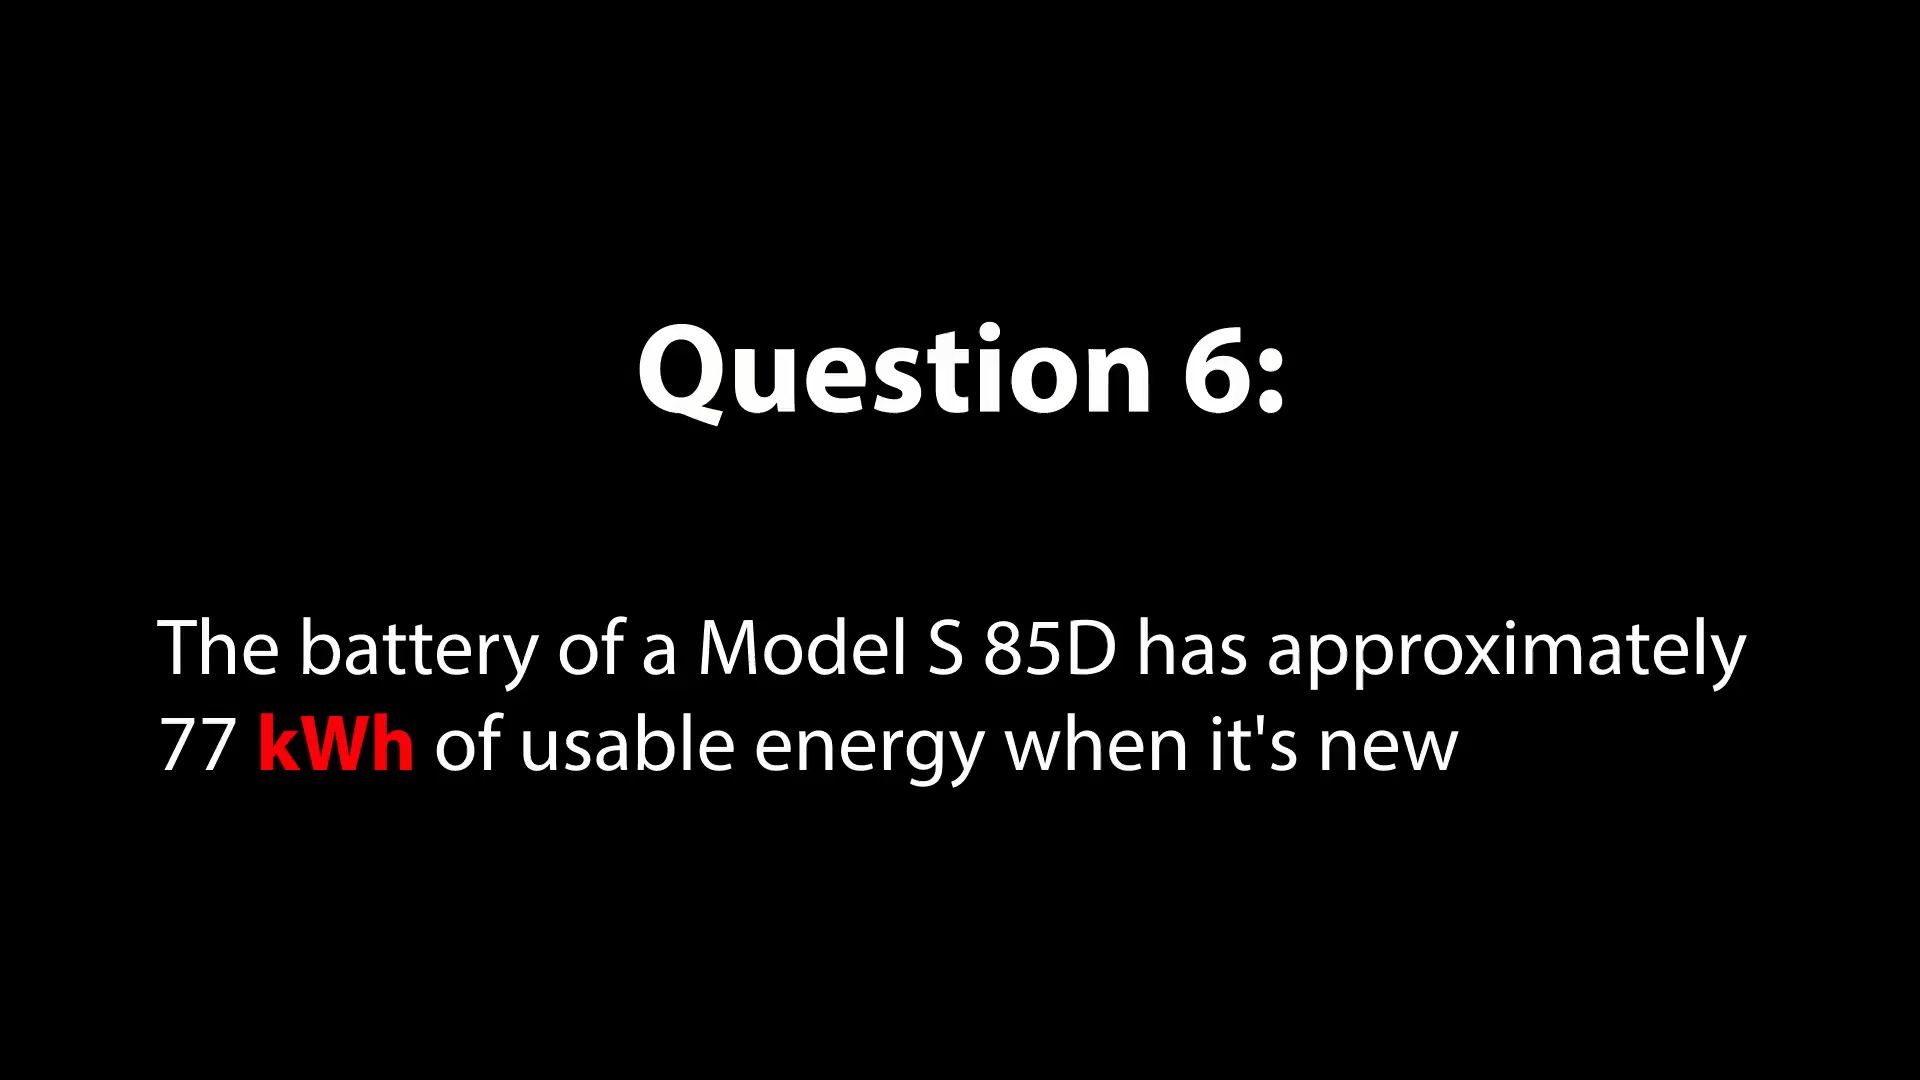 Question 6:
The battery of a Model S 85D has approximately
77 kWh of usable energy when it's new